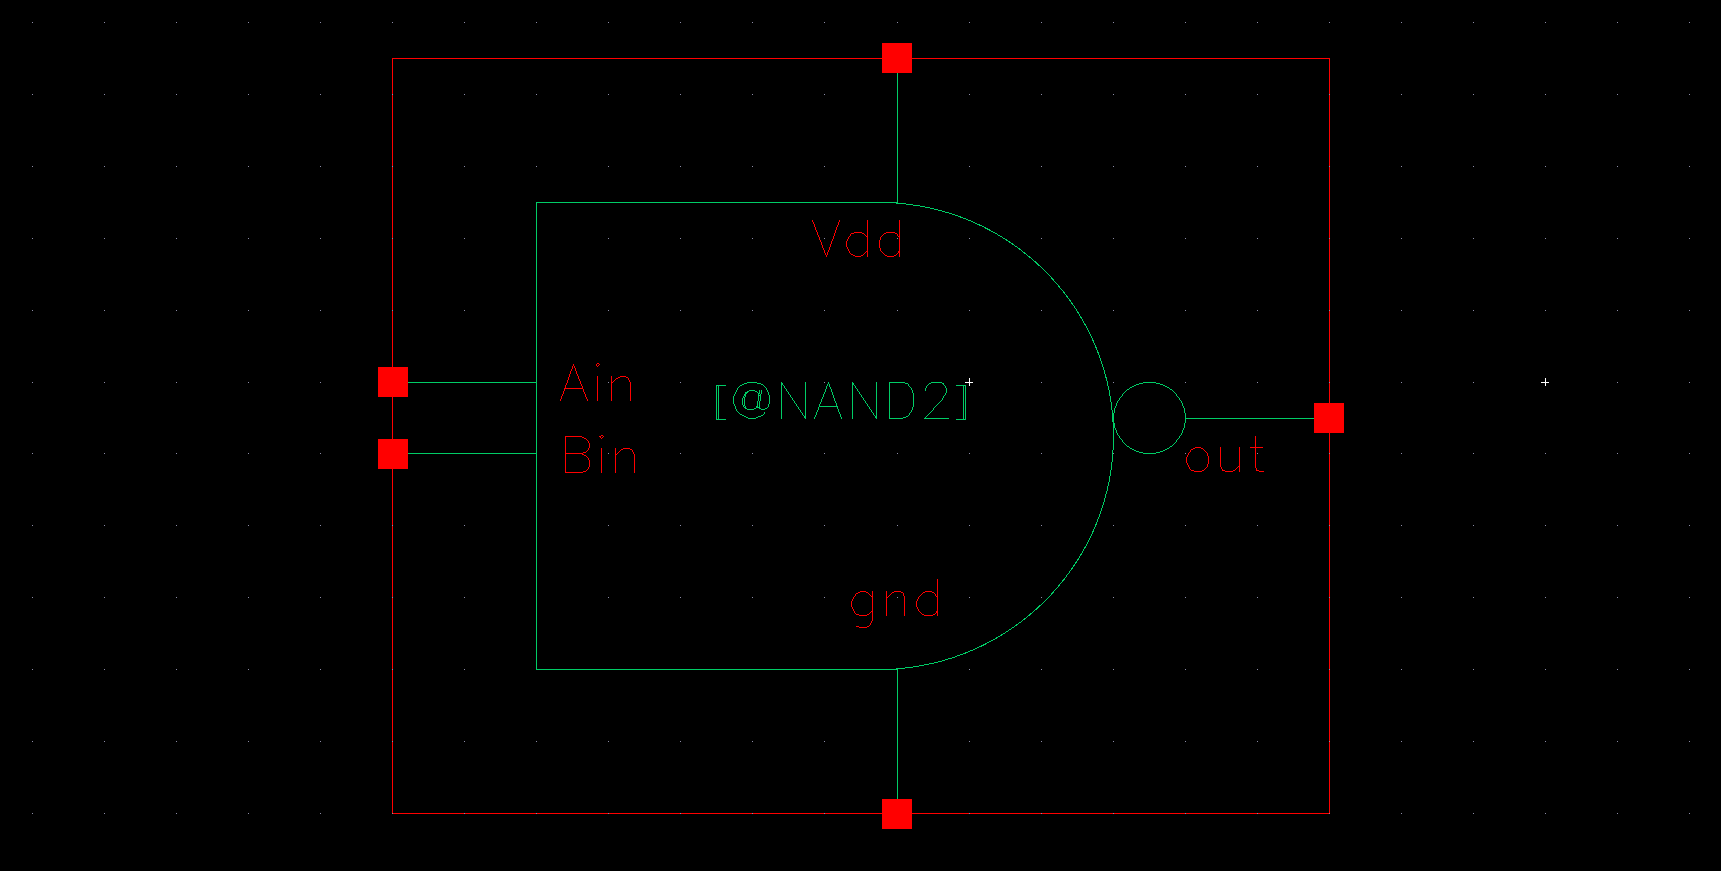 Vdd
Ain
[@NAND2]
Bin
out
gnd